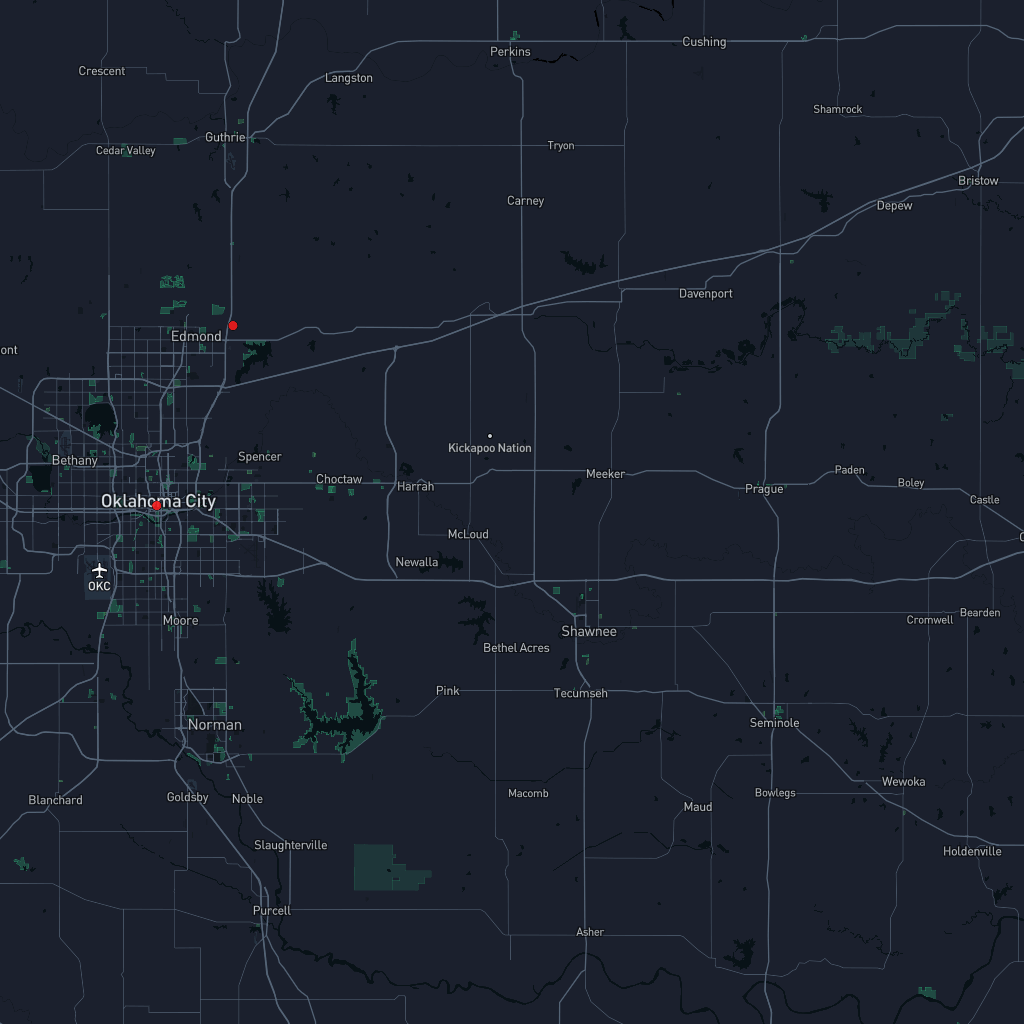 Cushing
Perkins
Crescent
Langston
Shamrock
Guthrie
Cedar Valley
Tryon
Bristow
Carney
Depew
Davenport
Edmond
ont
Kickapoo Nation
Spencer
Bethany
Paden
Meeker
Choctaw
Boley
Harrah
Prague
Castle
Oklahoma City
McLoud
Newalla
OKC
Bearden
Moore
Cromwell
Shawnee
Bethel Acres
Pink
Tecumseh
Seminole
Norman
Wewoka
Macomb
Bowlegs
Goldsby
Noble
Blanchard
Maud
Slaughterville
Holdenville
Purcell
Asher